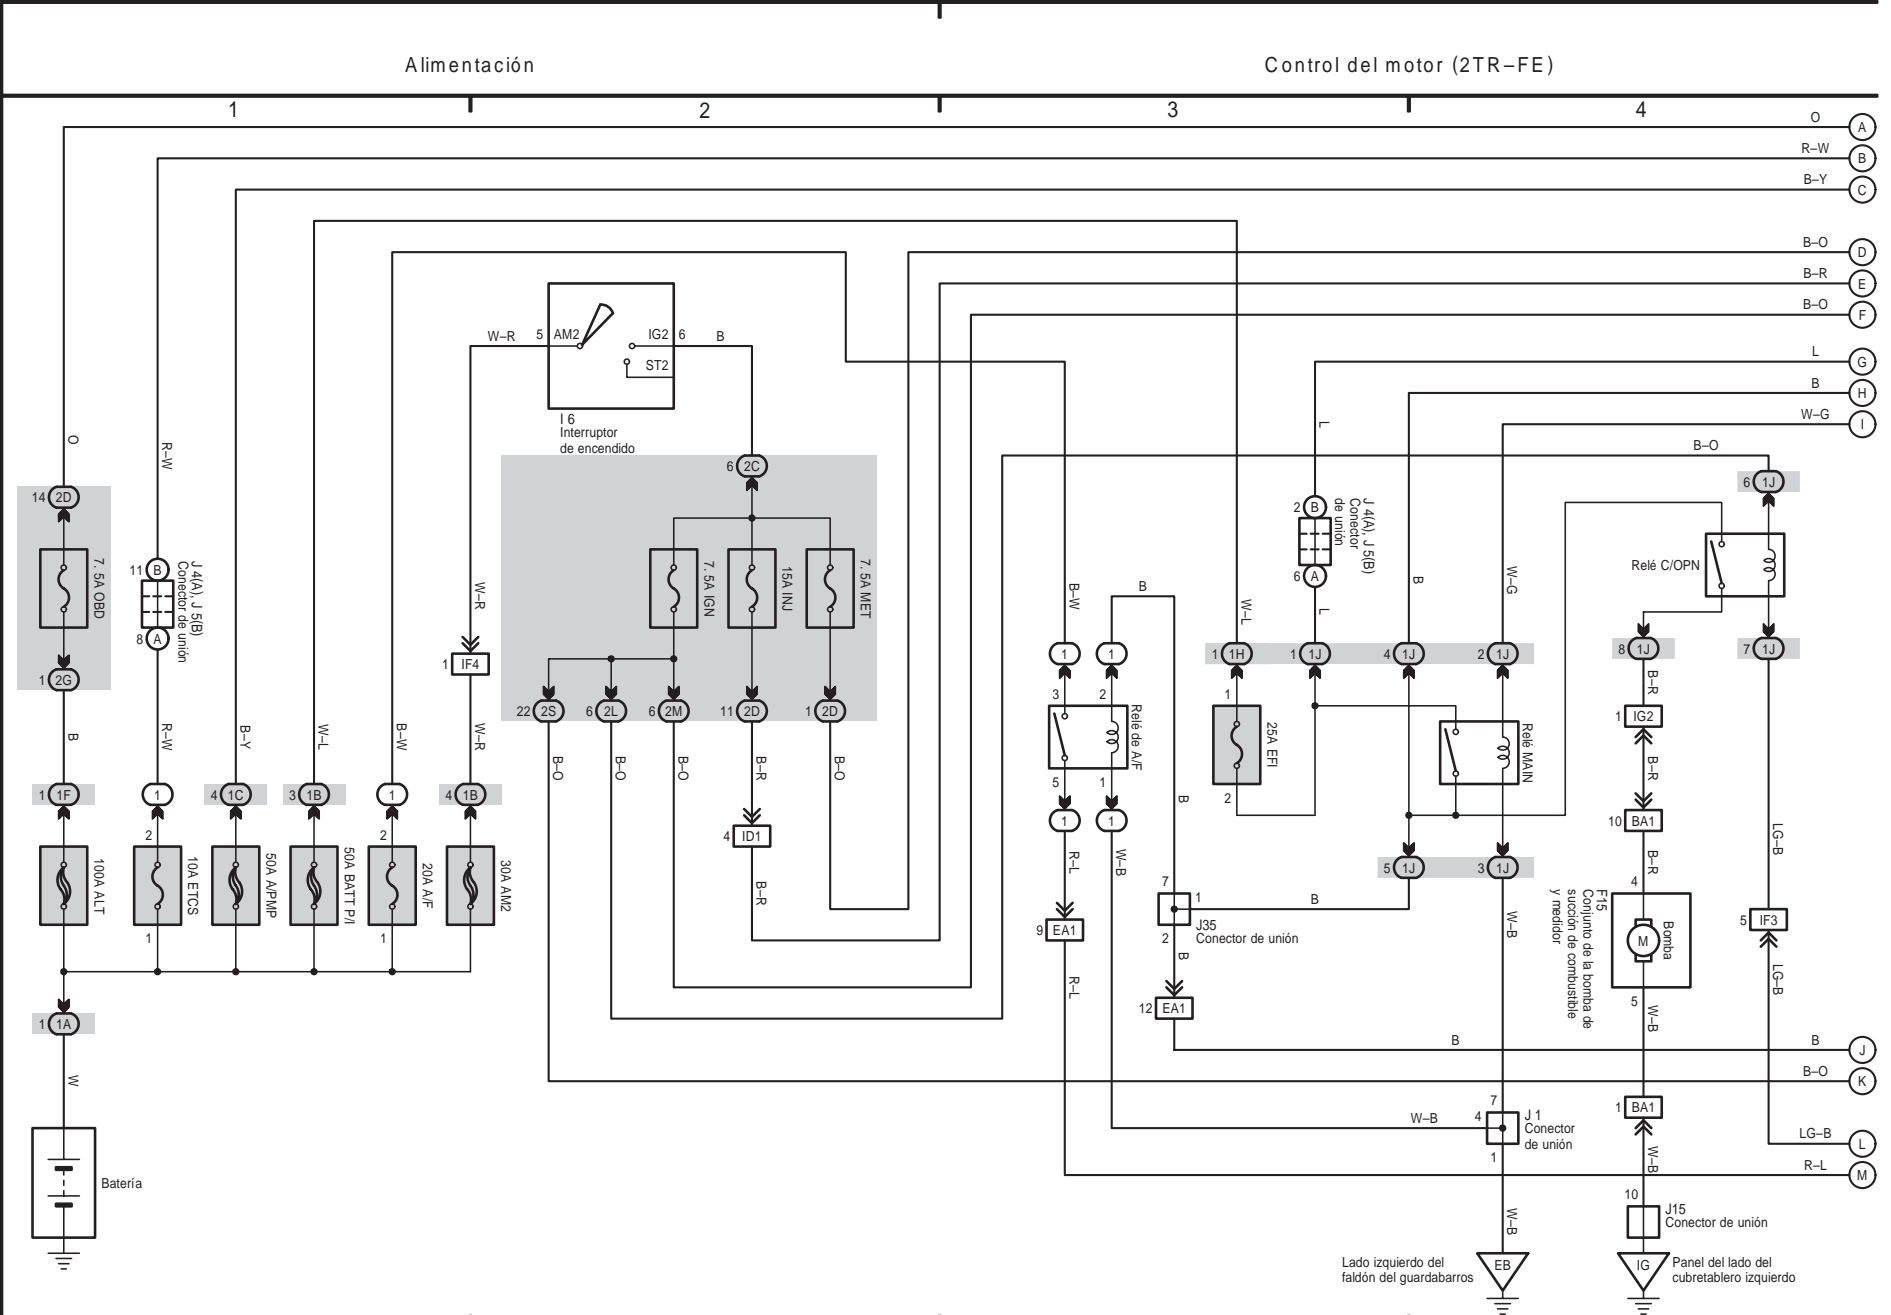 Alimentación
Control del motor (2TR–FE)
1
2
3
4
O
A
R–W
B
B–Y
C
B–O
D
B–R
E
B–O
F
L
G
B
H
W–G
I
B–O
W–R
5
AM2
IG2
6
B
ST2
I 6
Interruptor
de encendido
O
R–W
14
2D
6
2C
7. 5A OBD
11
B
J 4(A), J 5(B)
Conector de unión
8
A
1
2G
W–R
1
IF4
7. 5A IGN
15A INJ
7. 5A MET
22
2S
6
2L
6
2M
11
2D
1
2D
L
2
B
J 4(A), J 5(B)
Conector
de unión
6
A
L
B
W–G
B–W
B
W–L
6
1J
Relé C/OPN
1
1
3
2
Relé de A/F
5
1
1
1
1
1H
1
1J
4
1J
2
1J
8
1J
7
1J
1
25A EFI
2
Relé MAIN
B–R
1
IG2
B–R
10
BA1
B–R
B
R–W
B–Y
W–L
B–W
W–R
B–O
B–O
B–O
B–R
B–O
1
1F
1
4
1C
3
1B
1
4
1B
4
ID1
B–R
2
2
100A ALT
10A ETCS
50A A/PMP
50A BATT P/I
20A A/F
30A AM2
1
1
R–L
W–B
B
9
EA1
R–L
7
1
J35
Conector de unión
2
B
12
EA1
B
5
1J
3
1J
W–B
LG–B
5
IF3
LG–B
4
F15
Conjunto de la bomba de
succión de combustible
y medidor
M
Bomba
5
W–B
1
1A
W
Batería
B
B
J
B–O
K
1
BA1
W–B
7
W–B
4
J 1
Conector
de unión
1
LG–B
L
R–L
M
W–B
10
J15
Conector de unión
Lado izquierdo del
faldón del guardabarros
EB
IG
Panel del lado del
cubretablero izquierdo